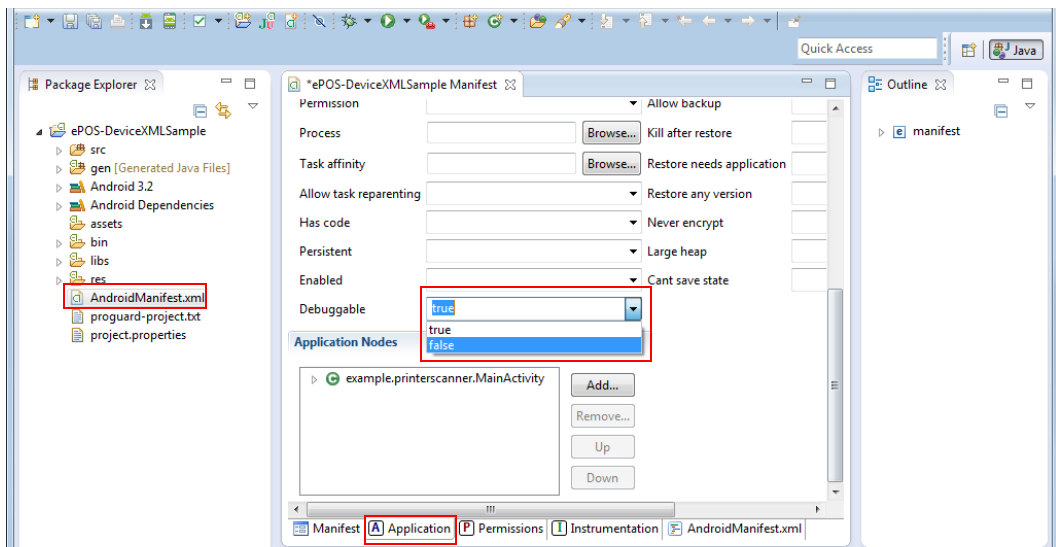 Quick Access
Java
Package Explorer
ePOS-DeviceXMLSample
src
gen [Generated Java Files]
Android 3.2
Android Dependencies
assets
bin
libs
res
AndroidManifest.xml
proguard-project.txt
project.properties
*ePOS-DeviceXMLSample Manifest
Permission Allow backup
Process Browse... Kill after restore
Task affinity Browse... Restore needs application
Allow task reparenting Restore any version
Has code Never encrypt
Persistent Large heap
Enabled Cant save state
Debuggable true
true
false
Application Nodes
example.printerscanner.MainActivity
Add...
Remove...
Up
Down
Manifest A Application P Permissions I Instrumentation AndroidManifest.xml
Outline
e manifest